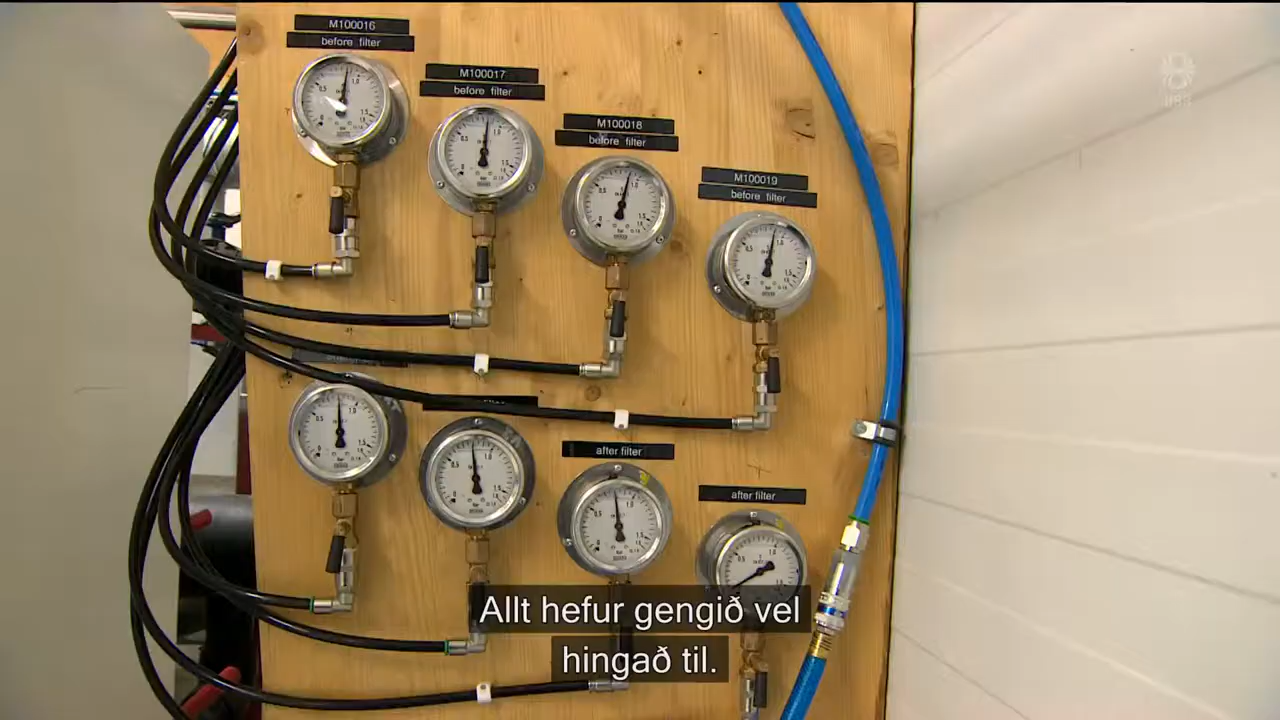 M100016
before filter
M100017
before filter
M100018
before filter
M100019
before filter
after filter
after filter
Allt hefur gengið vel
hingað til.